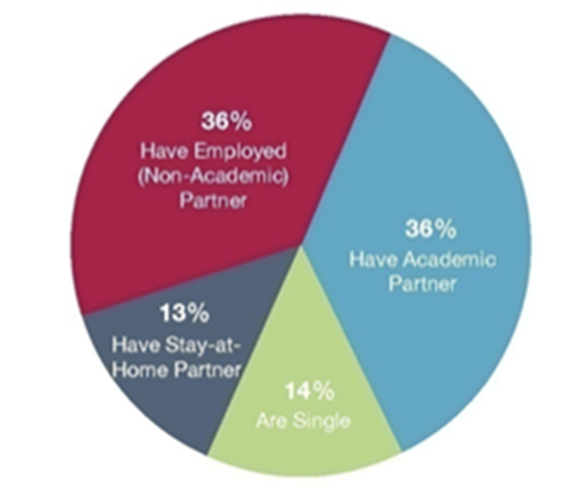 36%
Have Employed
(Non-Academic)
Partner
36%
Have Academic
Partner
13%
Have Stay-at-
Home Partner
14%
Are Single